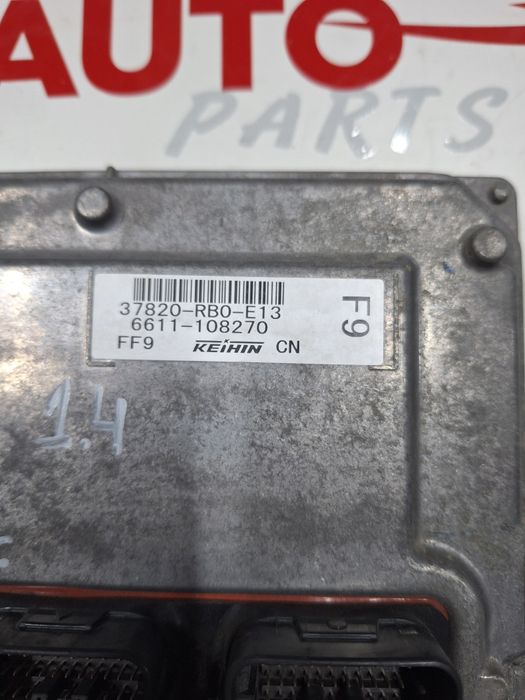 AUTO
PARTS
37820-RB0-E13
6611-108270
FF9 KEIHIN CN
F9
1.4